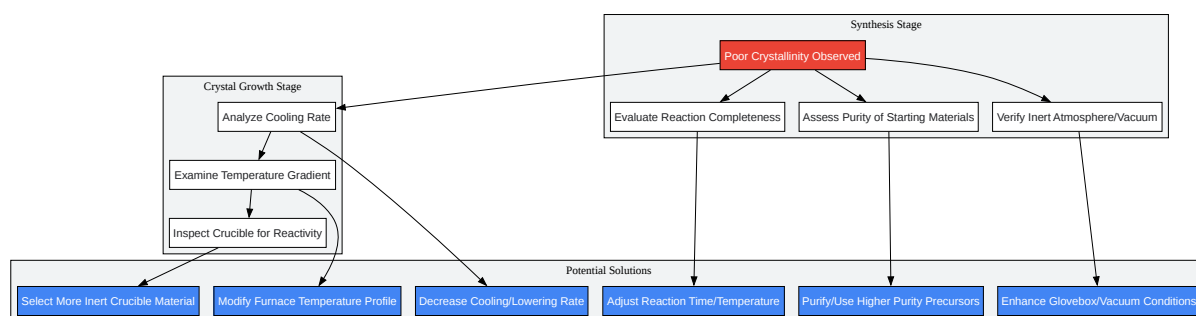 Synthesis Stage
Poor Crystallinity Observed
Crystal Growth Stage
Analyze Cooling Rate
Evaluate Reaction Completeness
Assess Purity of Starting Materials
Verify Inert Atmosphere/Vacuum
Examine Temperature Gradient
Inspect Crucible for Reactivity
Potential Solutions
Select More Inert Crucible Material
Modify Furnace Temperature Profile
Decrease Cooling/Lowering Rate
Adjust Reaction Time/Temperature
Purify/Use Higher Purity Precursors
Enhance Glovebox/Vacuum Conditions